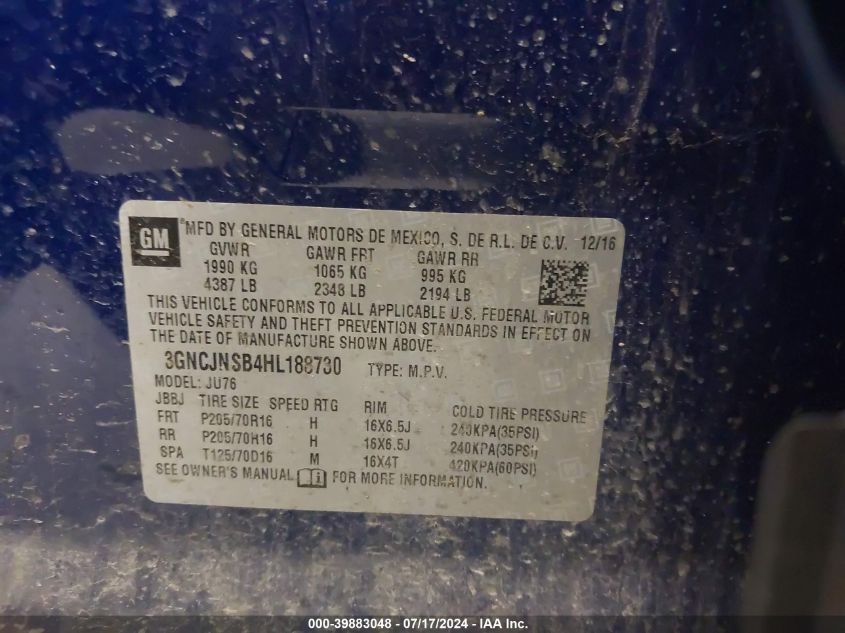 GM
®MFD BY GENERAL MOTORS DE MEXICO, S. DE R.L. DE C.V. 12/16
GVWR GAWR FRT GAWR RR
1990 KG 1065 KG 995 KG
4387 LB 2348 LB 2194 LB
THIS VEHICLE CONFORMS TO ALL APPLICABLE U.S. FEDERAL MOTOR
VEHICLE SAFETY AND THEFT PREVENTION STANDARDS IN EFFECT ON
THE DATE OF MANUFACTURE SHOWN ABOVE.
3GNCJNSB4HL188730 TYPE: M.P.V.
MODEL: JU76
JBBJ TIRE SIZE SPEED RTG RIM COLD TIRE PRESSURE
FRT P205/70R16 H 16X6.5J 240KPA(35PSI)
RR P205/70R16 H 16X6.5J 240KPA(35PSI)
SPA T125/70D16 M 16X4T 420KPA(60PSI)
SEE OWNER'S MANUAL FOR MORE INFORMATION.
000-39883048 - 07/17/2024 - IAA Inc.